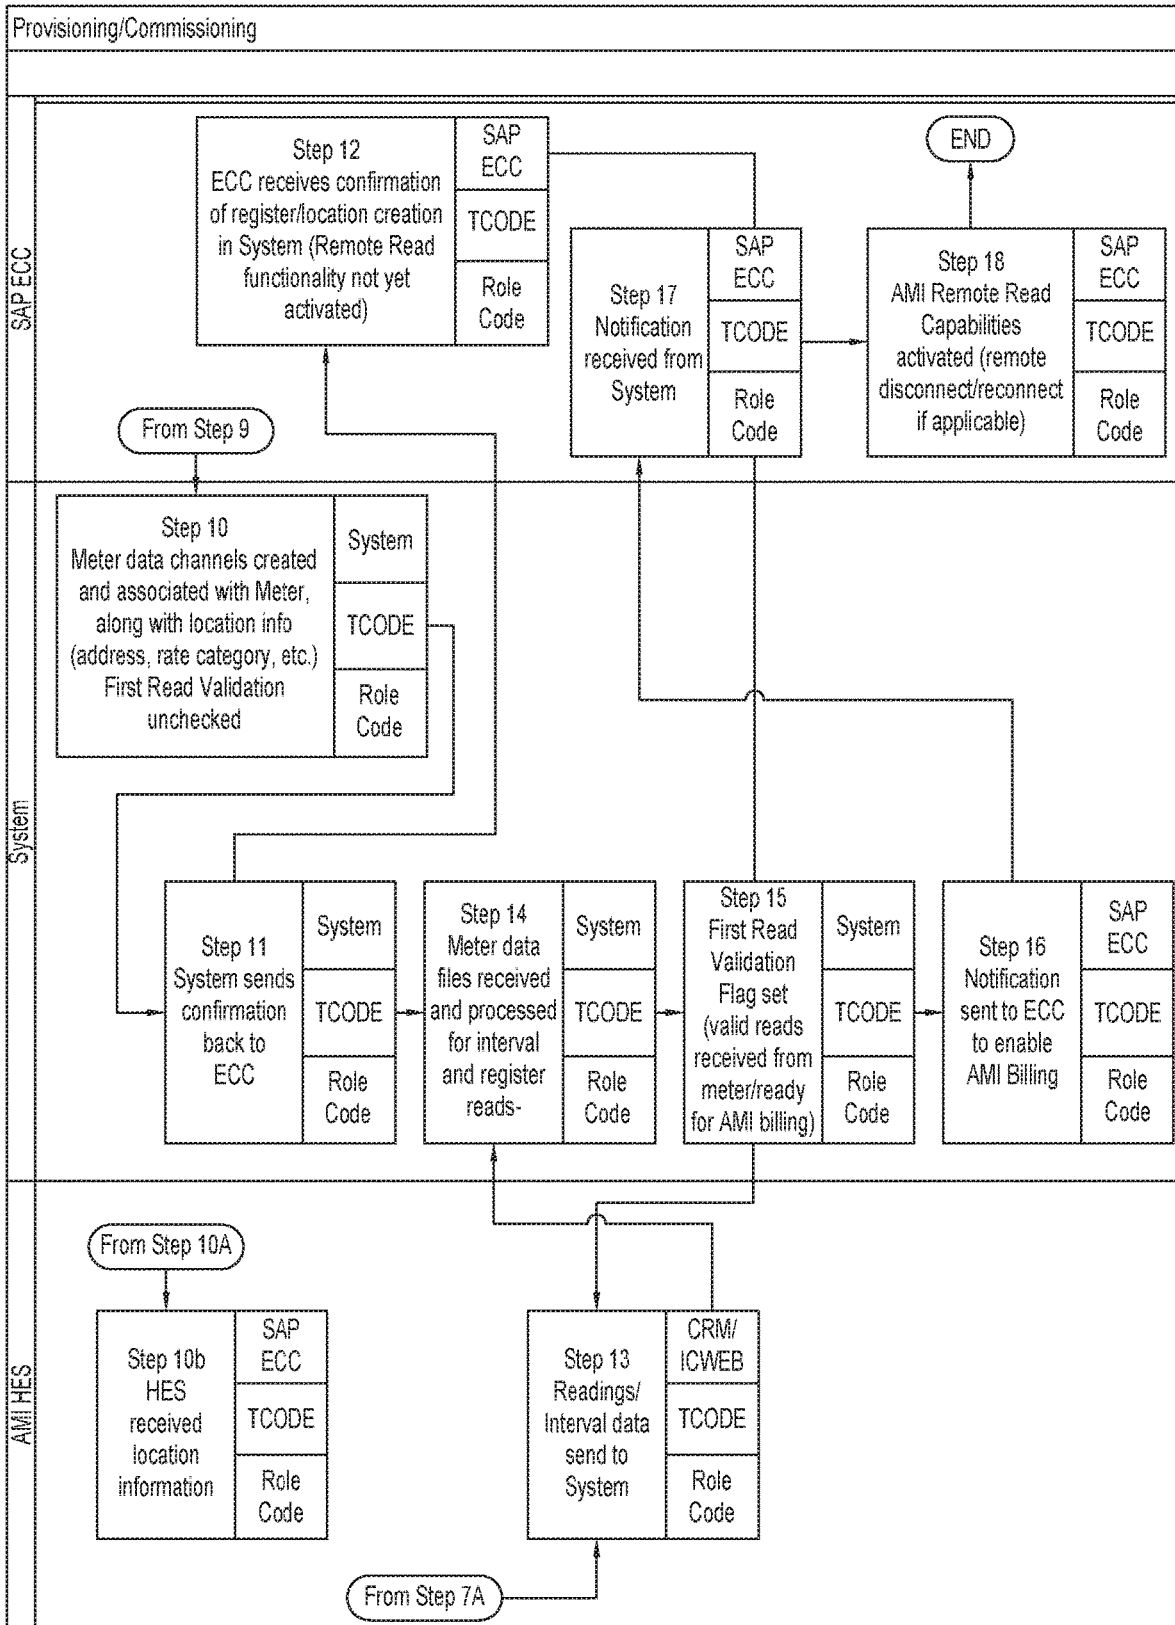 Provisioning/Commissioning
SAP ECC
Step 12
ECC receives confirmation
of register/location creation
in System (Remote Read
functionality not yet
activated)
SAP
ECC
TCODE
Role
Code
END
Step 17
Notification
received from
System
SAP
ECC
TCODE
Role
Code
Step 18
AMI Remote Read
Capabilities
activated (remote
disconnect/reconnect
if applicable)
SAP
ECC
TCODE
Role
Code
From Step 9
System
Step 10
Meter data channels created
and associated with Meter,
along with location info
(address, rate category, etc.)
First Read Validation
unchecked
System
TCODE
Role
Code
Step 11
System sends
confirmation
back to
ECC
System
TCODE
Role
Code
Step 14
Meter data
files received
and processed
for interval
and register
reads-
System
TCODE
Role
Code
Step 15
First Read
Validation
Flag set
(valid reads
received from
meter/ready
for AMI billing)
System
TCODE
Role
Code
Step 16
Notification
sent to ECC
to enable
AMI Billing
SAP
ECC
TCODE
Role
Code
AMI HES
From Step 10A
Step 10b
HES
received
location
information
SAP
ECC
TCODE
Role
Code
Step 13
Readings/
Interval data
send to
System
CRM/
ICWEB
TCODE
Role
Code
From Step 7A